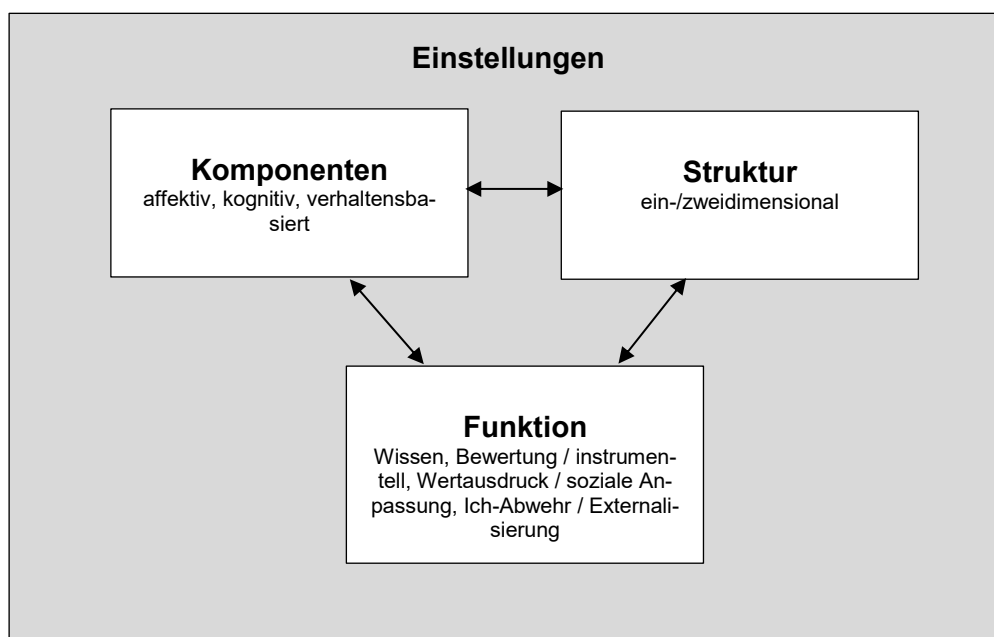 Einstellungen
Komponenten
affektiv, kognitiv, verhaltensba-
siert
Struktur
ein-/zweidimensional
Funktion
Wissen, Bewertung / instrumen-
tell, Wertausdruck / soziale An-
passung, Ich-Abwehr / Externali-
sierung